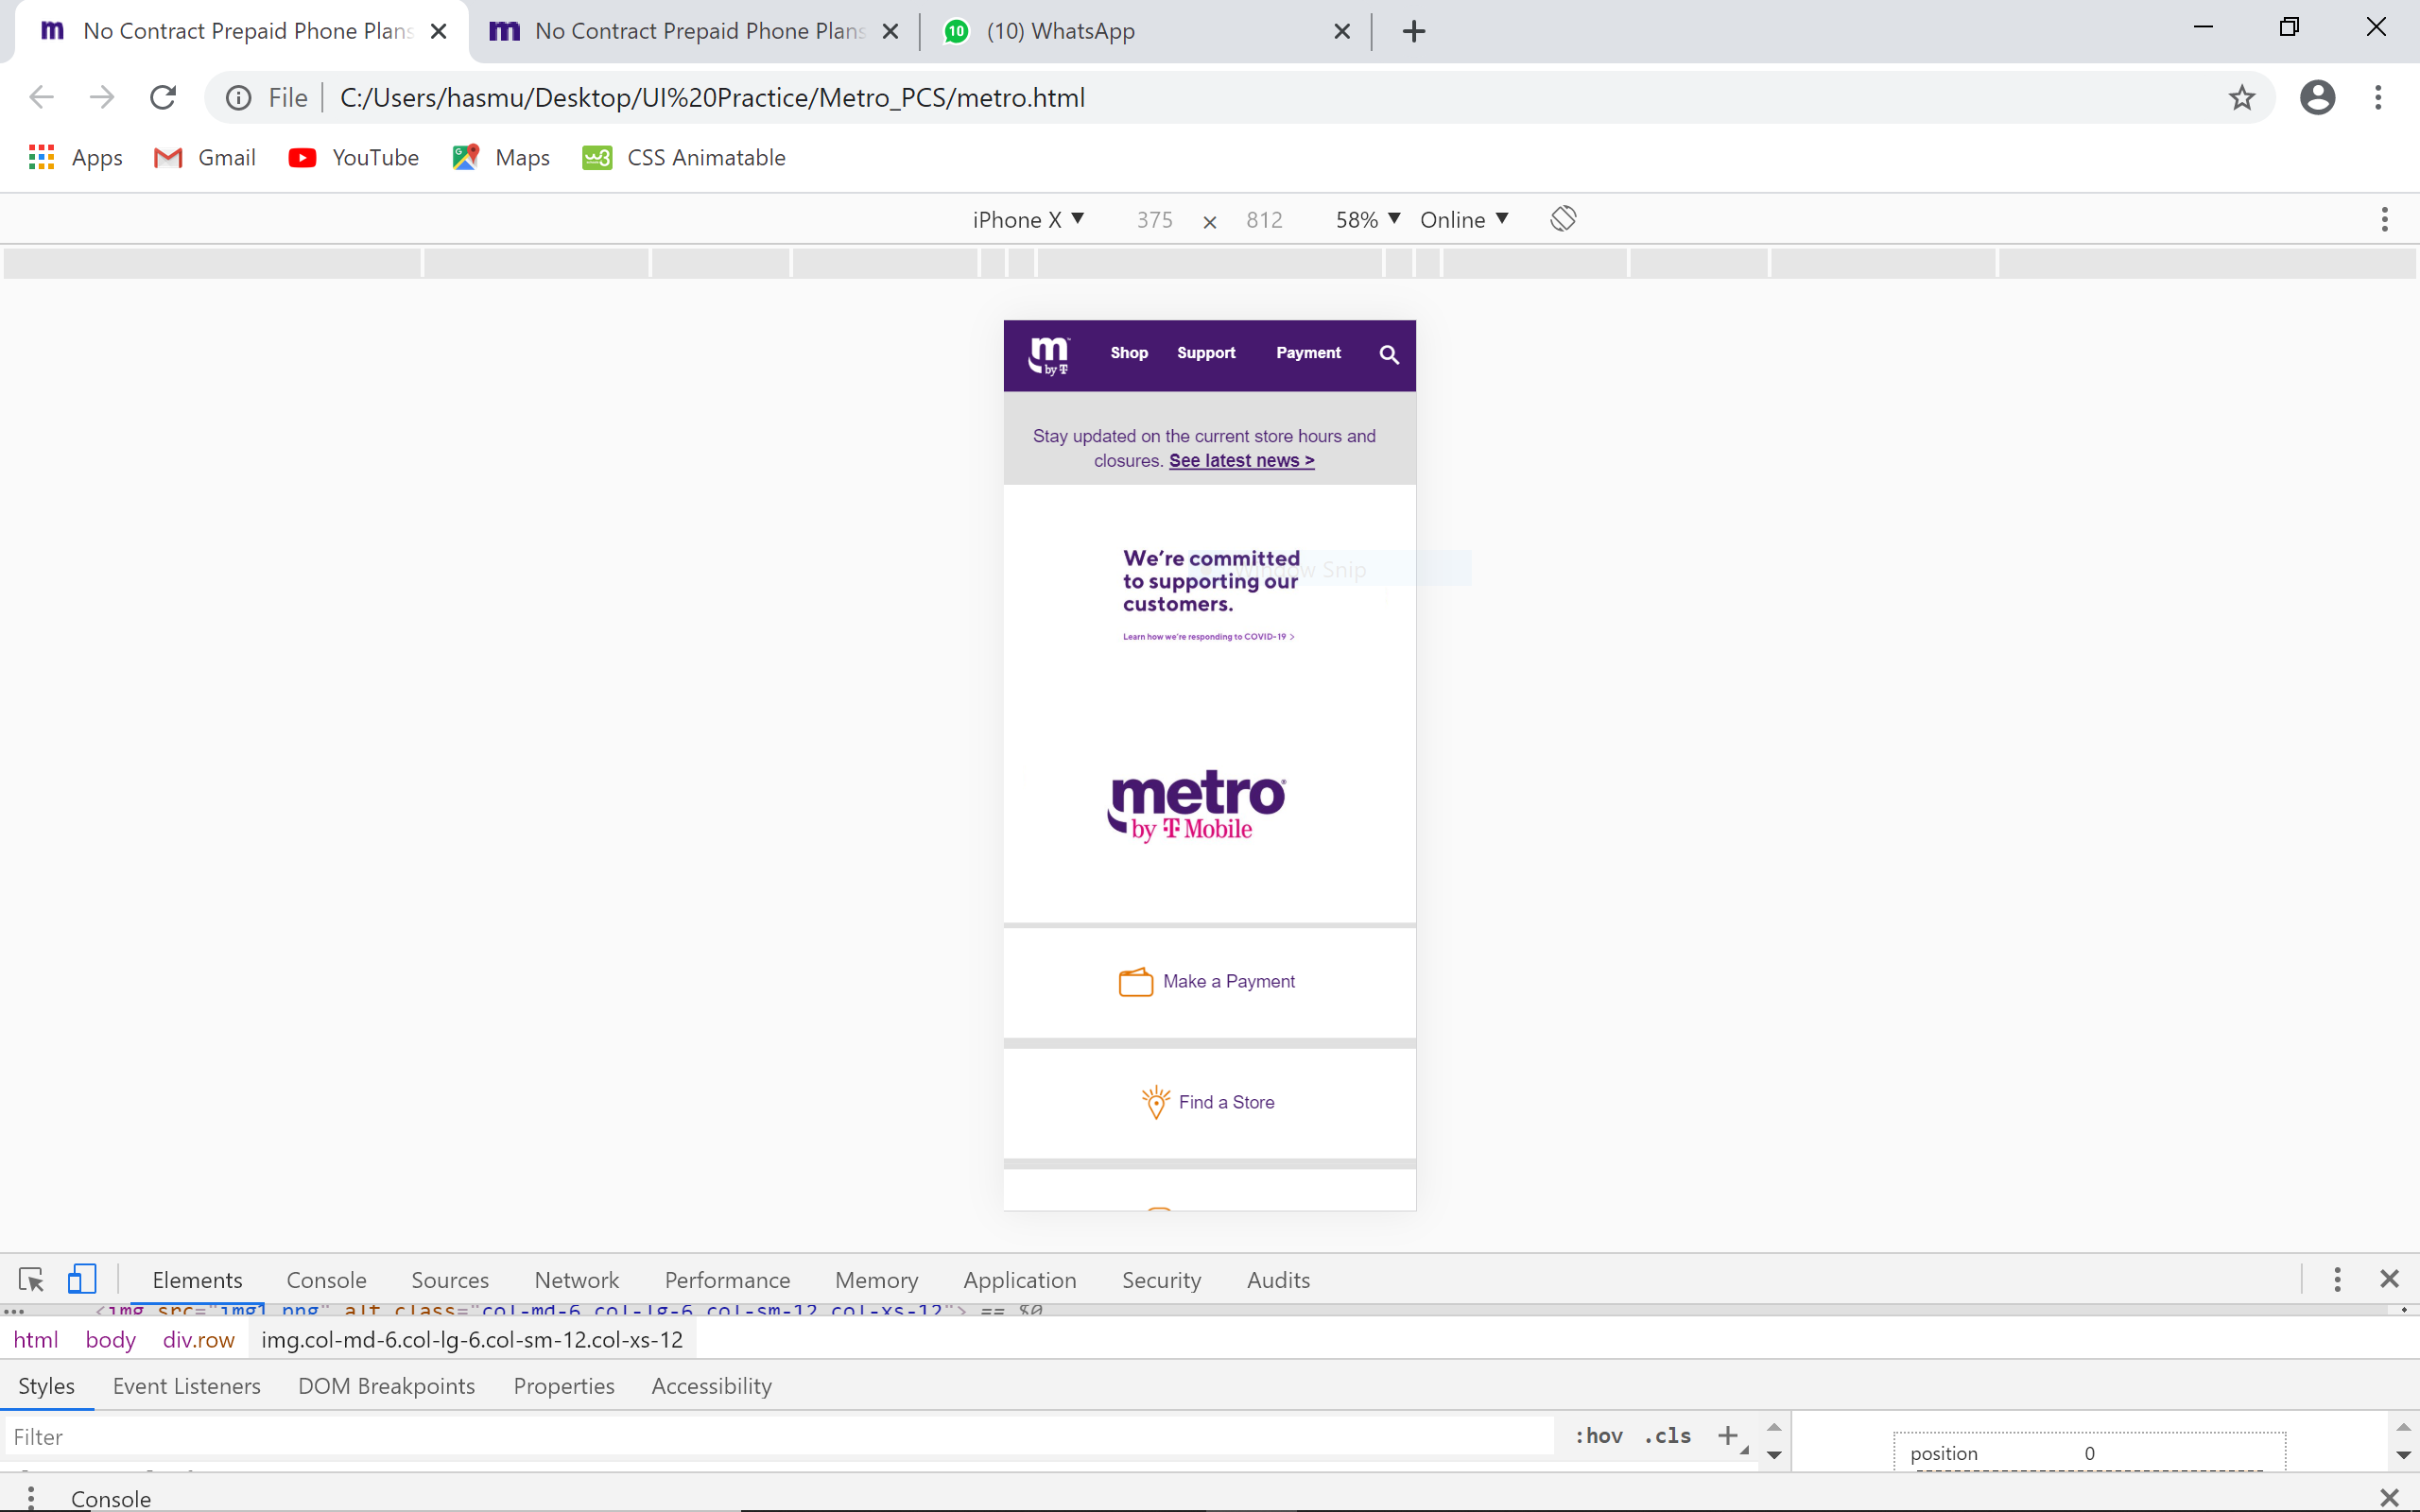 No Contract Prepaid Phone Plans
No Contract Prepaid Phone Plans
10 (10) WhatsApp
File C:/Users/hasmu/Desktop/UI%20Practice/Metro_PCS/metro.html
Apps Gmail YouTube Maps CSS Animatable
iPhone X 375 × 812 58% Online
m by T Shop Support Payment
Stay updated on the current store hours and
closures. See latest news >
We're committed
Window Snip
to supporting our
customers.
Learn how we're responding to COVID-19 >
metro
by T Mobile
Make a Payment
Find a Store
Elements Console Sources Network Performance Memory Application Security Audits
<img src="img1.png" alt class="col-md-6 col-lg-6 col-sm-12 col-xs-12"> == $0
html body div.row img.col-md-6.col-lg-6.col-sm-12.col-xs-12
Styles Event Listeners DOM Breakpoints Properties Accessibility
Filter :hov .cls +
position 0
Console